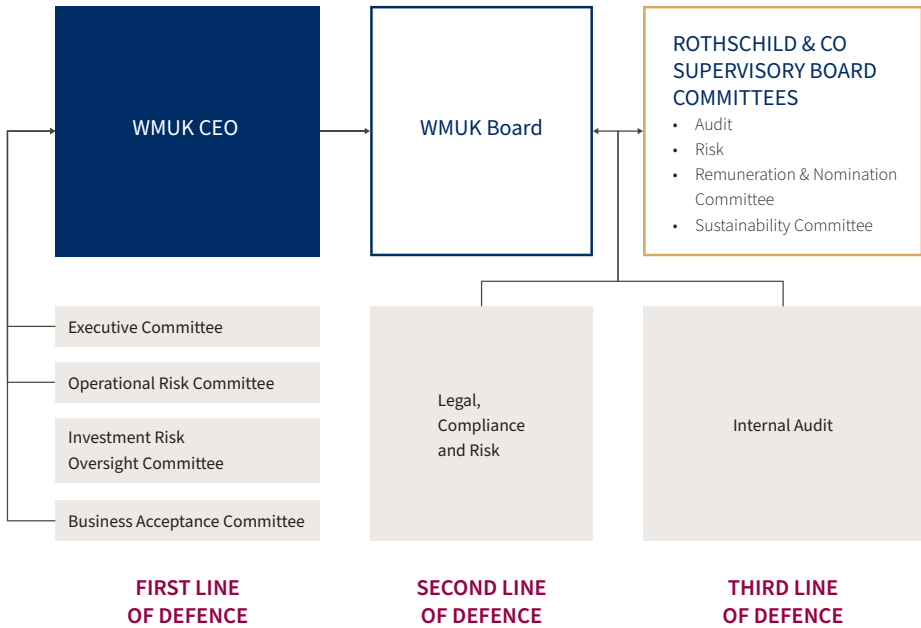 WMUK CEO
WMUK Board
ROTHSCHILD & CO
SUPERVISORY BOARD
COMMITTEES
• Audit
• Risk
• Remuneration & Nomination
Committee
• Sustainability Committee
Executive Committee
Operational Risk Committee
Investment Risk
Oversight Committee
Business Acceptance Committee
Legal,
Compliance
and Risk
Internal Audit
FIRST LINE
OF DEFENCE
SECOND LINE
OF DEFENCE
THIRD LINE
OF DEFENCE